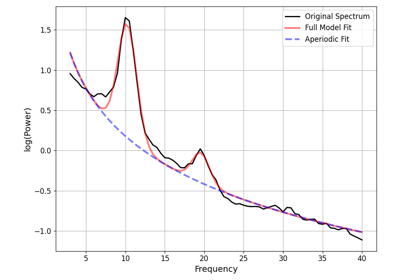 Original Spectrum
Full Model Fit
Aperiodic Fit
1.5
1.0
0.5
0.0
−0.5
−1.0
log(Power)
5 10 15 20 25 30 35 40
Frequency